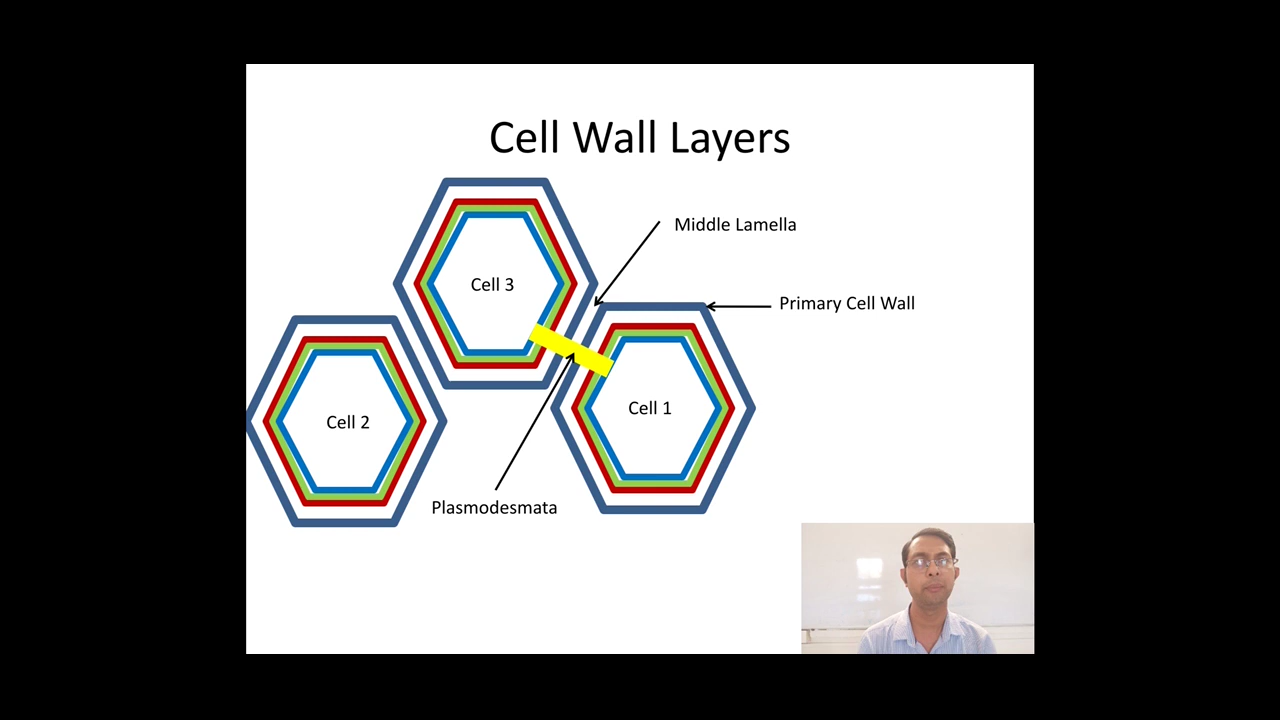 Cell Wall Layers
Middle Lamella
Cell 3
Primary Cell Wall
Cell 1
Cell 2
Plasmodesmata